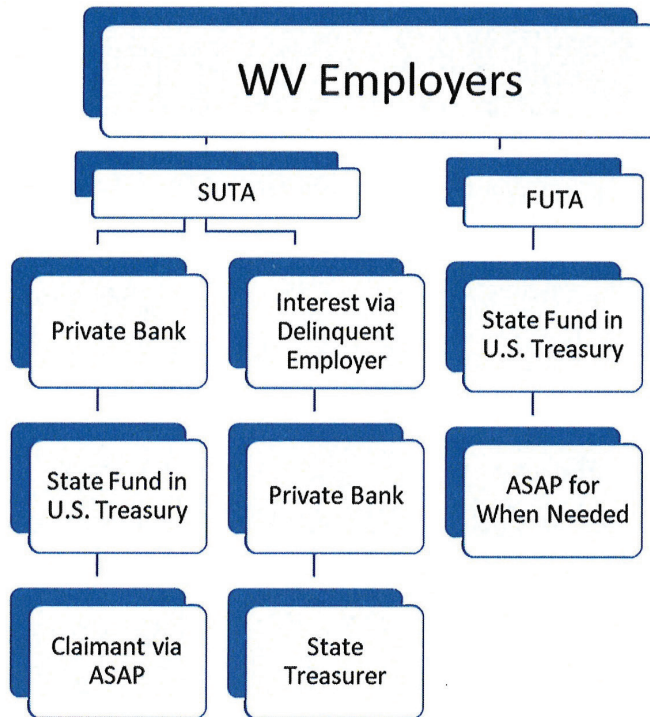 WV Employers
SUTA
FUTA
Private Bank
Interest via
Delinquent
Employer
State Fund in
U.S. Treasury
State Fund in
U.S. Treasury
Private Bank
ASAP for
When Needed
Claimant via
ASAP
State
Treasurer